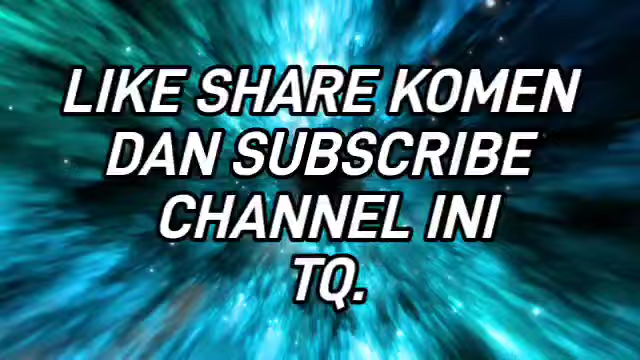 LIKE SHARE KOMEN
DAN SUBSCRIBE
CHANNEL INI
TQ.